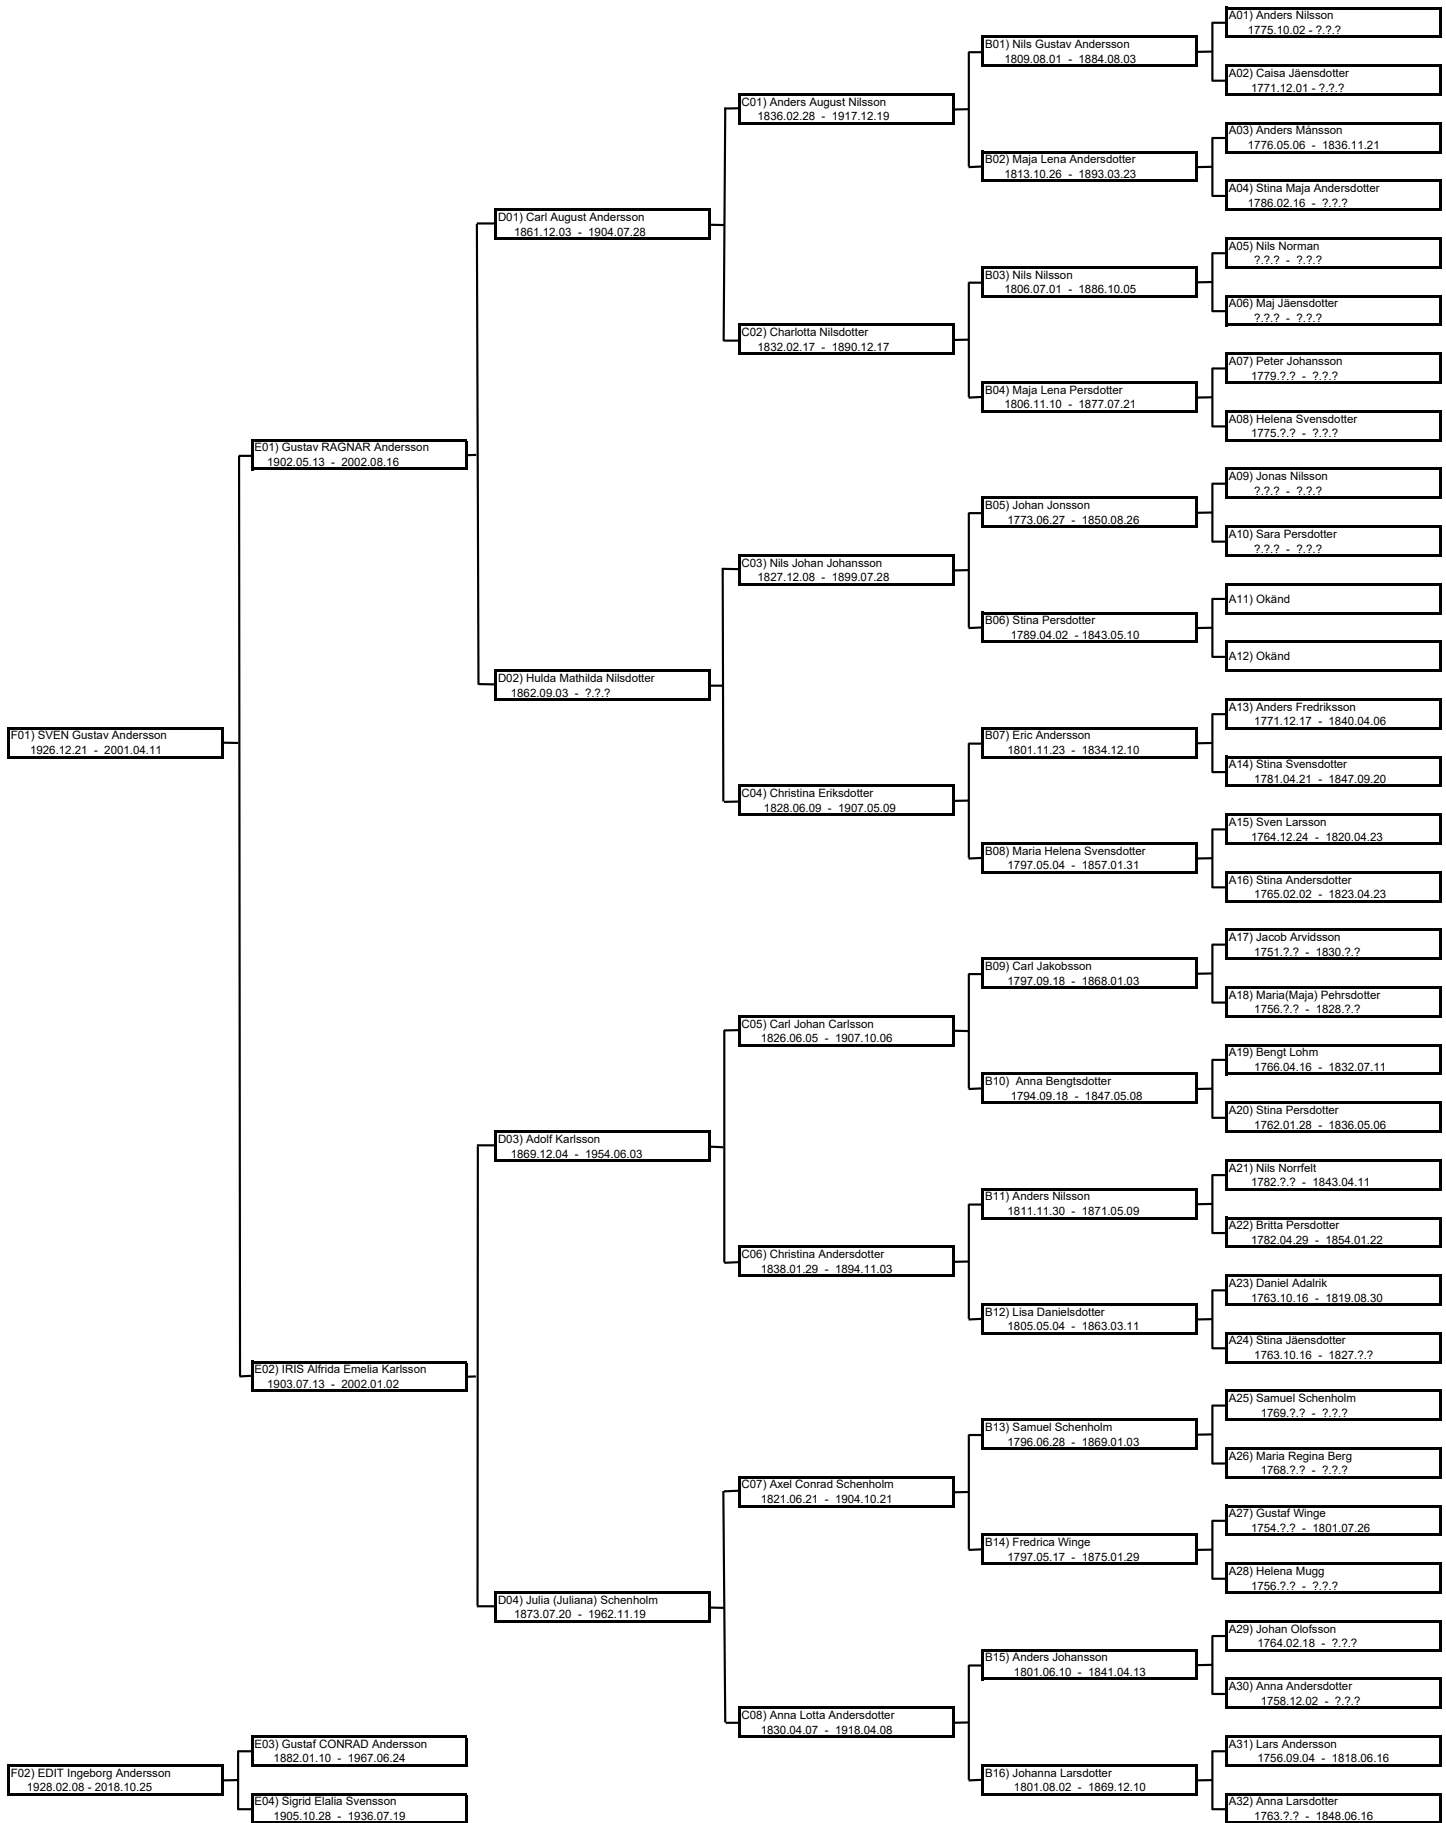 F01) SVEN Gustav Andersson
1926.12.21 - 2001.04.11
F02) EDIT Ingeborg Andersson
1928.02.08 - 2018.10.25
E01) Gustav RAGNAR Andersson
1902.05.13 - 2002.08.16
E02) IRIS Alfrida Emelia Karlsson
1903.07.13 - 2002.01.02
E03) Gustaf CONRAD Andersson
1882.01.10 - 1967.06.24
E04) Sigrid Elalia Svensson
1905.10.28 - 1936.07.19
D01) Carl August Andersson
1861.12.03 - 1904.07.28
D02) Hulda Mathilda Nilsdotter
1862.09.03 - ?.?.?
D03) Adolf Karlsson
1869.12.04 - 1954.06.03
D04) Julia (Juliana) Schenholm
1873.07.20 - 1962.11.19
C01) Anders August Nilsson
1836.02.28 - 1917.12.19
C02) Charlotta Nilsdotter
1832.02.17 - 1890.12.17
C03) Nils Johan Johansson
1827.12.08 - 1899.07.28
C04) Christina Eriksdotter
1828.06.09 - 1907.05.09
C05) Carl Johan Carlsson
1826.06.05 - 1907.10.06
C06) Christina Andersdotter
1838.01.29 - 1894.11.03
C07) Axel Conrad Schenholm
1821.06.21 - 1904.10.21
C08) Anna Lotta Andersdotter
1830.04.07 - 1918.04.08
B01) Nils Gustav Andersson
1809.08.01 - 1884.08.03
B02) Maja Lena Andersdotter
1813.10.26 - 1893.03.23
B03) Nils Nilsson
1806.07.01 - 1886.10.05
B04) Maja Lena Persdotter
1806.11.10 - 1877.07.21
B05) Johan Jonsson
1773.06.27 - 1850.08.26
B06) Stina Persdotter
1789.04.02 - 1843.05.10
B07) Eric Andersson
1801.11.23 - 1834.12.10
B08) Maria Helena Svensdotter
1797.05.04 - 1857.01.31
B09) Carl Jakobsson
1797.09.18 - 1868.01.03
B10) Anna Bengtsdotter
1794.09.18 - 1847.05.08
B11) Anders Nilsson
1811.11.30 - 1871.05.09
B12) Lisa Danielsdotter
1805.05.04 - 1863.03.11
B13) Samuel Schenholm
1796.06.28 - 1869.01.03
B14) Fredrica Winge
1797.05.17 - 1875.01.29
B15) Anders Johansson
1801.06.10 - 1841.04.13
B16) Johanna Larsdotter
1801.08.02 - 1869.12.10
A01) Anders Nilsson
1775.10.02 - ?.?.?
A02) Caisa Jäensdotter
1771.12.01 - ?.?.?
A03) Anders Månsson
1776.05.06 - 1836.11.21
A04) Stina Maja Andersdotter
1786.02.16 - ?.?.?
A05) Nils Norman
?.?.? - ?.?.?
A06) Maj Jäensdotter
?.?.? - ?.?.?
A07) Peter Johansson
1779.?.? - ?.?.?
A08) Helena Svensdotter
1775.?.? - ?.?.?
A09) Jonas Nilsson
?.?.? - ?.?.?
A10) Sara Persdotter
?.?.? - ?.?.?
A11) Okänd
A12) Okänd
A13) Anders Fredriksson
1771.12.17 - 1840.04.06
A14) Stina Svensdotter
1781.04.21 - 1847.09.20
A15) Sven Larsson
1764.12.24 - 1820.04.23
A16) Stina Andersdotter
1765.02.02 - 1823.04.23
A17) Jacob Arvidsson
1751.?.? - 1830.?.?
A18) Maria(Maja) Pehrsdotter
1756.?.? - 1828.?.?
A19) Bengt Lohm
1766.04.16 - 1832.07.11
A20) Stina Persdotter
1762.01.28 - 1836.05.06
A21) Nils Norrfelt
1782.?.? - 1843.04.11
A22) Britta Persdotter
1782.04.29 - 1854.01.22
A23) Daniel Adalrik
1763.10.16 - 1819.08.30
A24) Stina Jäensdotter
1763.10.16 - 1827.?.?
A25) Samuel Schenholm
1769.?.? - ?.?.?
A26) Maria Regina Berg
1768.?.? - ?.?.?
A27) Gustaf Winge
1754.?.? - 1801.07.26
A28) Helena Mugg
1756.?.? - ?.?.?
A29) Johan Olofsson
1764.02.18 - ?.?.?
A30) Anna Andersdotter
1758.12.02 - ?.?.?
A31) Lars Andersson
1756.09.04 - 1818.06.16
A32) Anna Larsdotter
1763.?.? - 1848.06.16